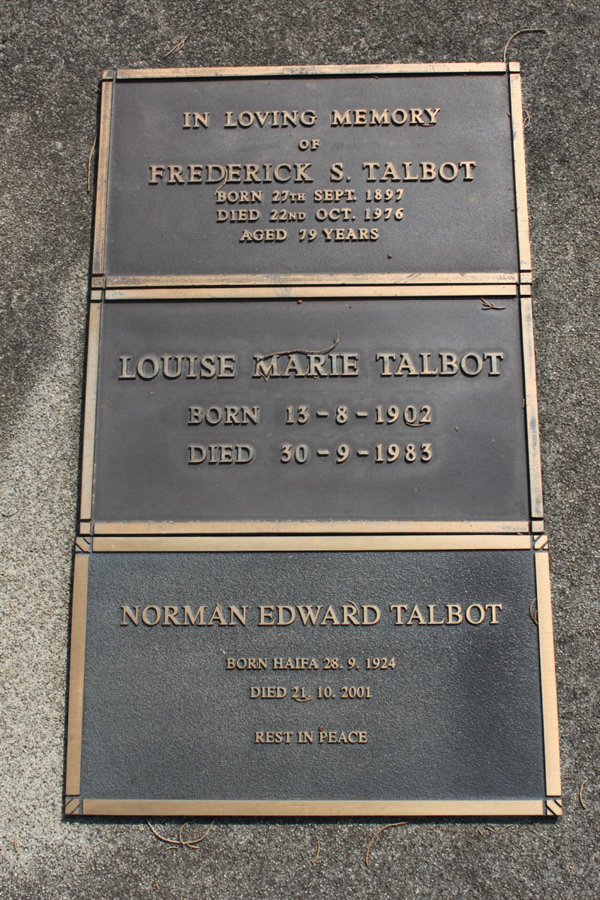 IN LOVING MEMORY
OF
FREDERICK S. TALBOT
BORN 27TH SEPT. 1897
DIED 22ND OCT. 1976
AGED 79 YEARS
LOUISE MARIE TALBOT
BORN 13-8-1902
DIED 30-9-1983
NORMAN EDWARD TALBOT
BORN HAIFA 28. 9. 1924
DIED 21. 10. 2001
REST IN PEACE